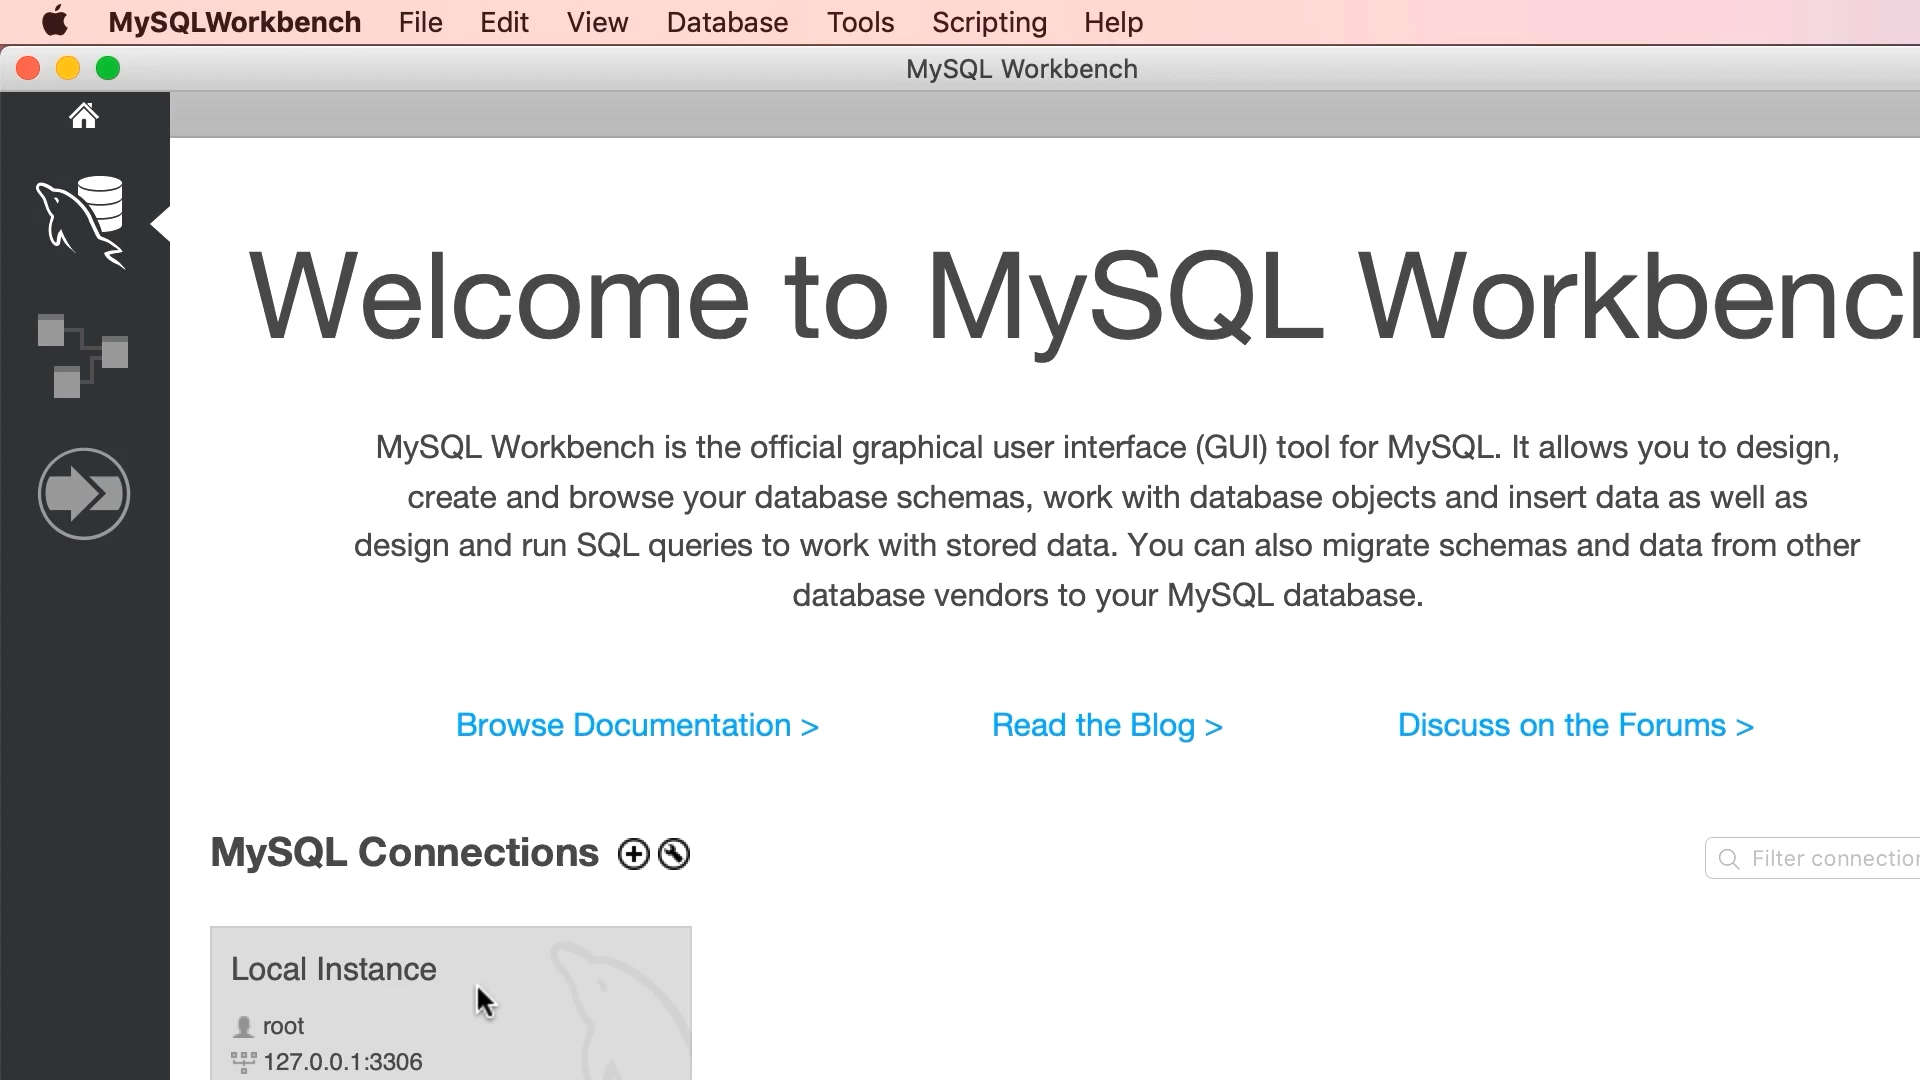 MySQLWorkbench File Edit View Database Tools Scripting Help
MySQL Workbench
Welcome to MySQL Workbench
MySQL Workbench is the official graphical user interface (GUI) tool for MySQL. It allows you to design,
create and browse your database schemas, work with database objects and insert data as well as
design and run SQL queries to work with stored data. You can also migrate schemas and data from other
database vendors to your MySQL database.
Browse Documentation > Read the Blog > Discuss on the Forums >
MySQL Connections
Filter connection
Local Instance
root
127.0.0.1:3306